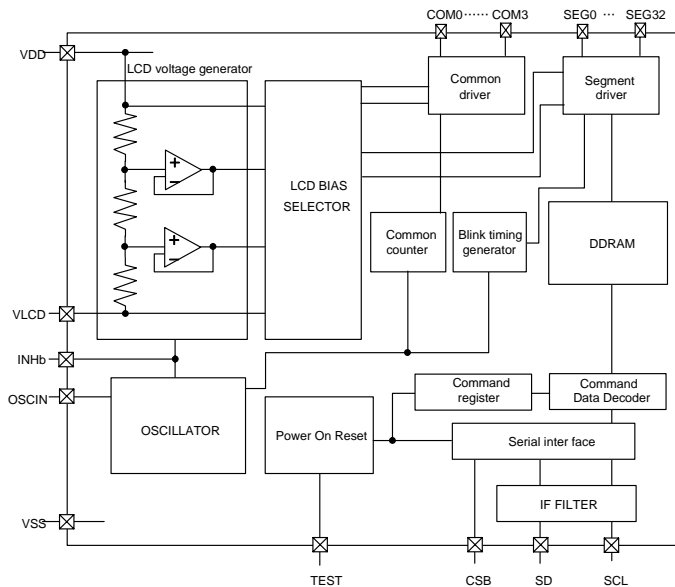 COM0 ······ COM3
SEG0 ··· SEG32
VDD
LCD voltage generator
Common
driver
Segment
driver
+
−
LCD BIAS
SELECTOR
+
−
Common
counter
Blink timing
generator
DDRAM
VLCD
INHb
OSCIN
OSCILLATOR
Power On Reset
Command
register
Command
Data Decoder
Serial inter face
IF FILTER
VSS
TEST
CSB
SD
SCL